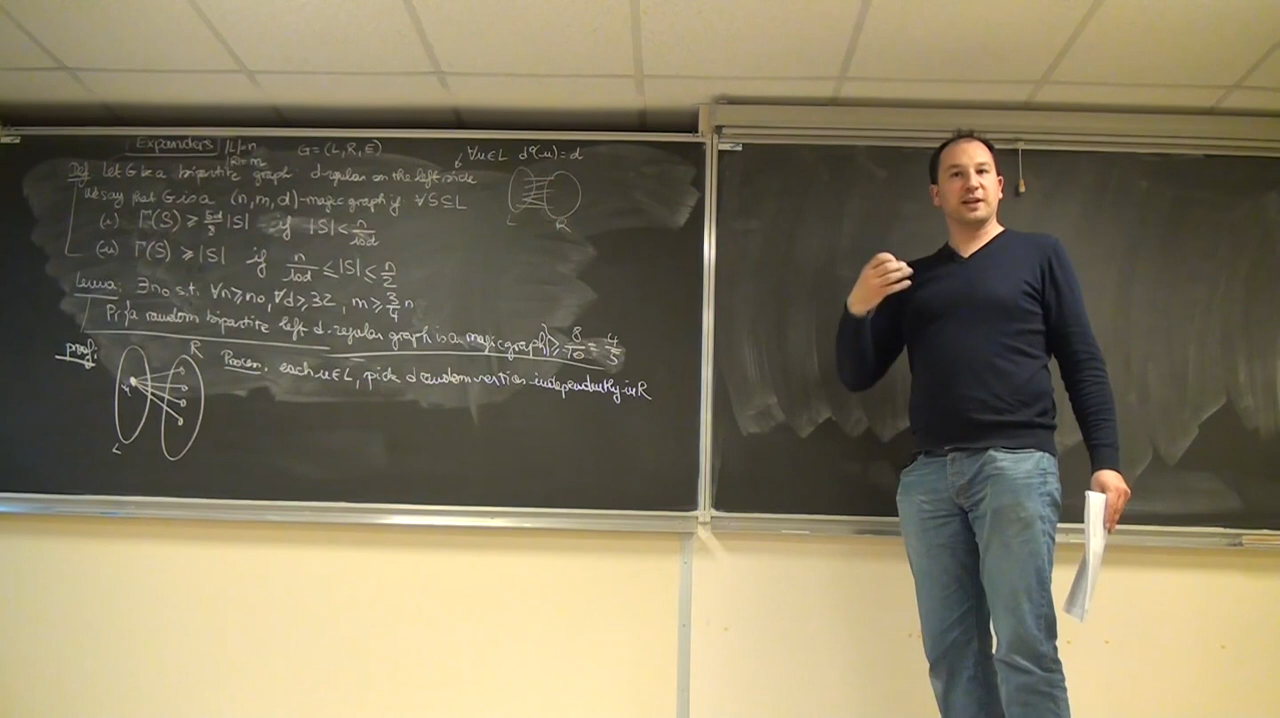 Expanders |L|=n G=(L,R,E)
|R|=m ∀u∈L d°(u)=d
Def let G be a bipartite graph d-regular on the left side
We say that G is a (n,m,d)-magic graph if ∀S⊆L
(i) Γ(S) ≥ 5d/8 |S| if |S| < n/10d
(ii) Γ(S) ≥ |S| if n/10d ≤ |S| ≤ n/2
L R
lemma: ∃ no s.t. ∀n≥no, ∀d≥32, m ≥ 3/4 n
Pr{a random bipartite left d-regular graph is a magic graph} ≥ 8/10 = 4/5
proof: R Process. each u∈L, pick d random vertices independently in R
u
L